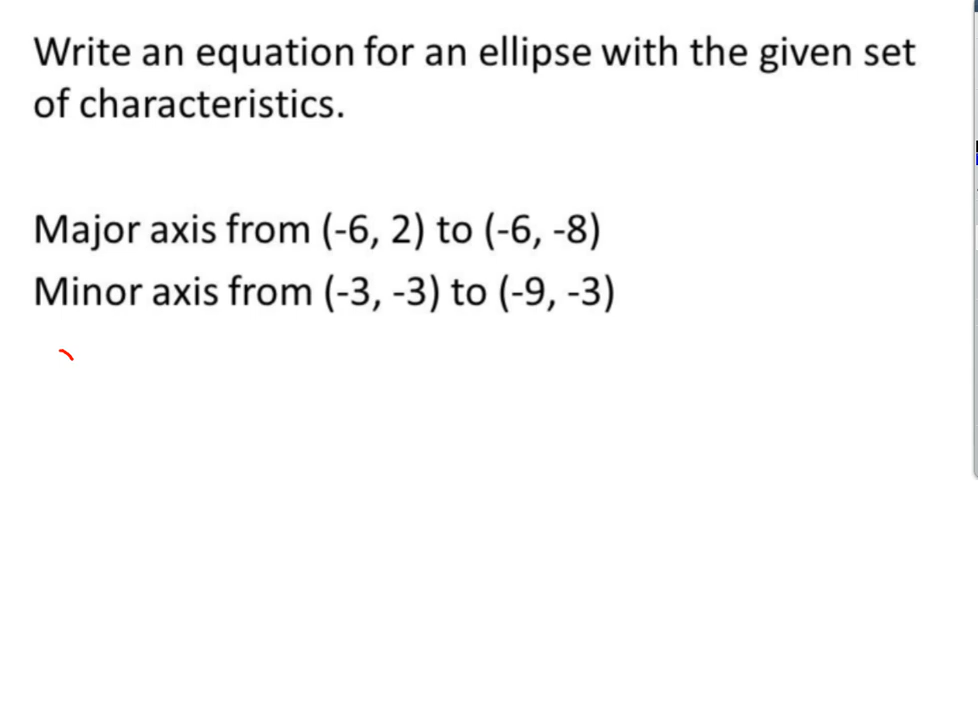 Write an equation for an ellipse with the given set
of characteristics.
Major axis from (-6, 2) to (-6, -8)
Minor axis from (-3, -3) to (-9, -3)